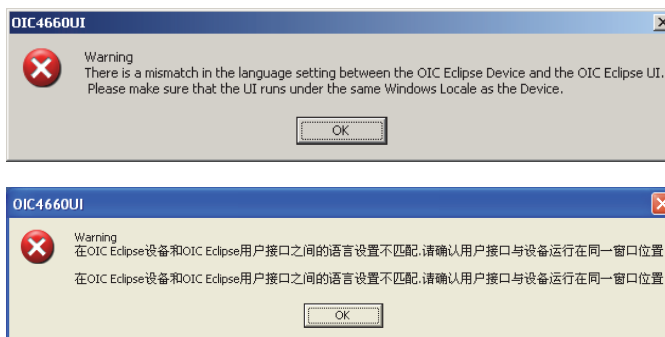 OIC4660UI
Warning
There is a mismatch in the language setting between the OIC Eclipse Device and the OIC Eclipse UI.
Please make sure that the UI runs under the same Windows Locale as the Device.
OK
OIC4660UI
Warning
在OIC Eclipse设备和OIC Eclipse用户接口之间的语言设置不匹配.请确认用户接口与设备运行在同一窗口位置
在OIC Eclipse设备和OIC Eclipse用户接口之间的语言设置不匹配.请确认用户接口与设备运行在同一窗口位置
OK